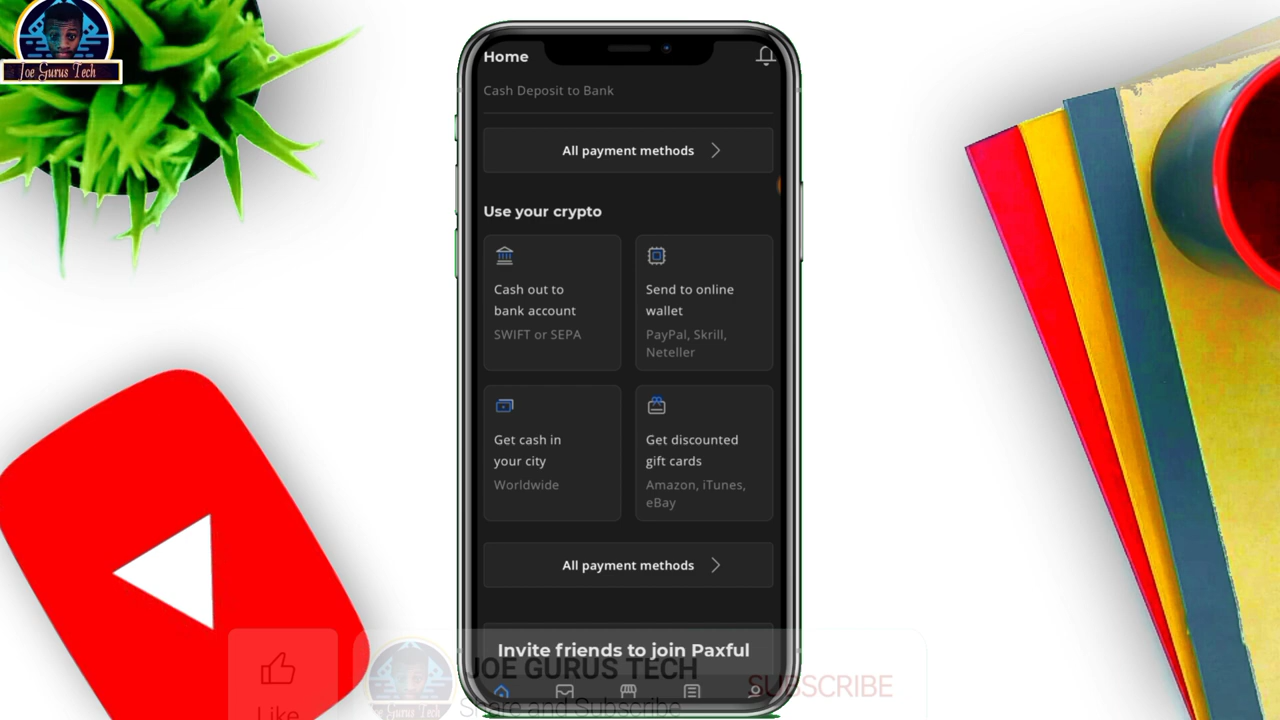 Joe Gurus Tech
Home
Cash Deposit to Bank
All payment methods
Use your crypto
Cash out to
bank account
SWIFT or SEPA
Send to online
wallet
PayPal, Skrill,
Neteller
Get cash in
your city
Worldwide
Get discounted
gift cards
Amazon, iTunes,
eBay
All payment methods
Invite friends to join Paxful
JOE GURUS TECH
SUBSCRIBE
Share and Subscribe
Like